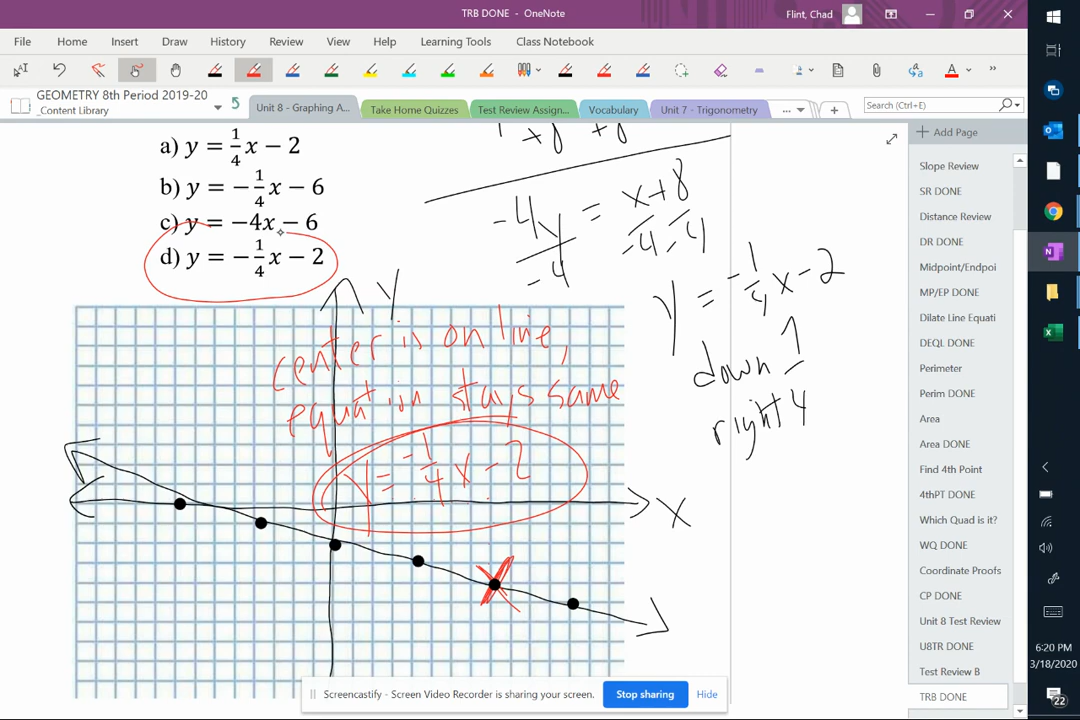 TRB DONE - OneNote
Flint, Chad
File Home Insert Draw History Review View Help Learning Tools Class Notebook
GEOMETRY 8th Period 2019-20
_Content Library
Unit 8 - Graphing A...
Take Home Quizzes
Test Review Assign...
Vocabulary
Unit 7 - Trigonometry
Search (Ctrl+E)
Add Page
Slope Review
SR DONE
Distance Review
DR DONE
Midpoint/Endpoi
MP/EP DONE
Dilate Line Equati
DEQL DONE
Perimeter
Perim DONE
Area
Area DONE
Find 4th Point
4thPT DONE
Which Quad is it?
WQ DONE
Coordinate Proofs
CP DONE
Unit 8 Test Review
U8TR DONE
Test Review B
TRB DONE
a) y = 1/4 x − 2
b) y = −1/4 x − 6
c) y = −4x − 6
d) y = −1/4 x − 2
-4y = x+8
-4 -4 -4
y = -1/4 x - 2
down 1
right 4
Y
center is on line,
equation stays same
y = -1/4 x - 2
X
Screencastify - Screen Video Recorder is sharing your screen.
Stop sharing
Hide
6:20 PM
3/18/2020
22